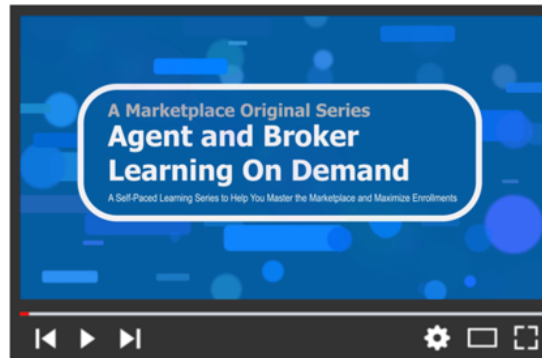 A Marketplace Original Series
Agent and Broker
Learning On Demand
A Self-Paced Learning Series to Help You Master the Marketplace and Maximize Enrollments